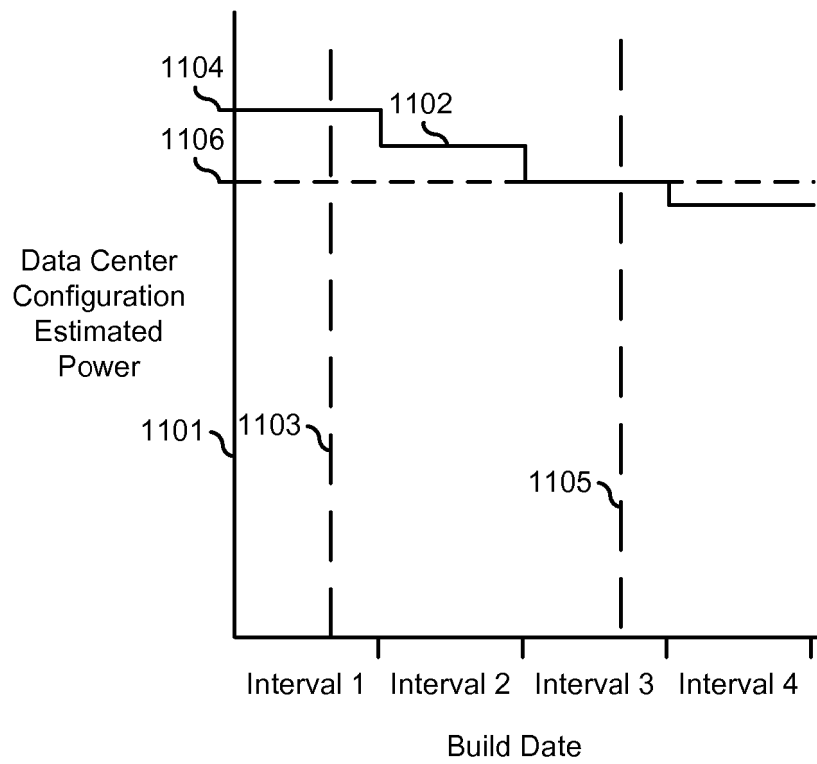 1104
1102
1106
Data Center
Configuration
Estimated
Power
1101
1103
1105
Interval 1
Interval 2
Interval 3
Interval 4
Build Date